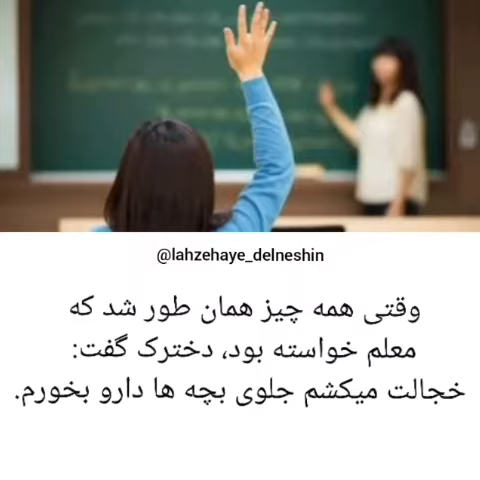 @lahzehaye_delneshin
وقتی همه چیز همان طور شد که
معلم خواسته بود، دخترک گفت:
خجالت میکشم جلوی بچه ها دارو بخورم.